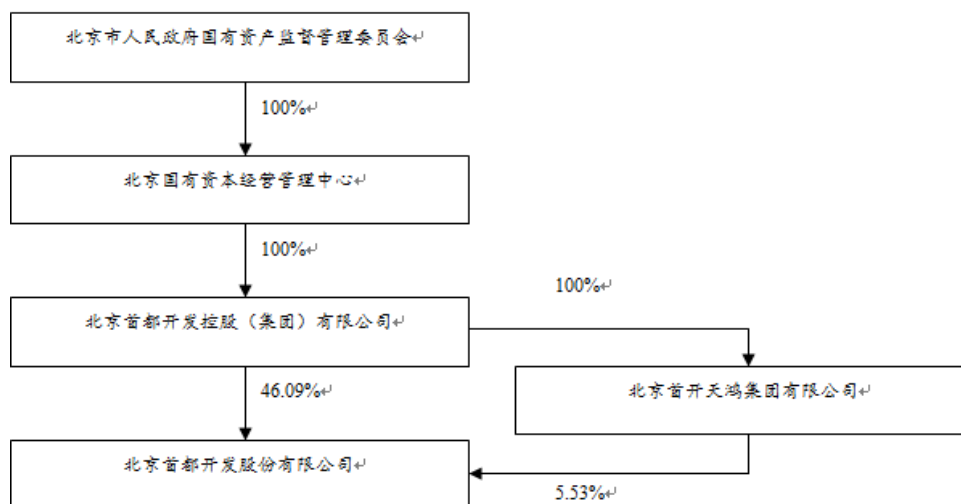 北京市人民政府国有资产监督管理委员会↵
100%↵
北京国有资本经营管理中心↵
100%↵
100%↵
北京首都开发控股（集团）有限公司↵
46.09%↵
北京首开天鸿集团有限公司↵
北京首都开发股份有限公司↵
5.53%↵